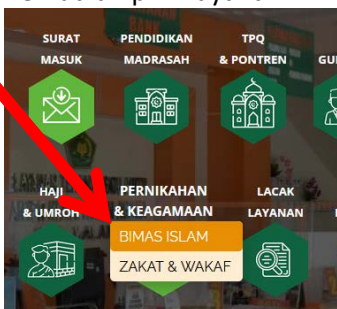 SURAT
MASUK
PENDIDIKAN
MADRASAH
TPQ
& PONTREN
HAJI
& UMROH
PERNIKAHAN
& KEAGAMAAN
BIMAS ISLAM
ZAKAT & WAKAF
LACAK
LAYANAN